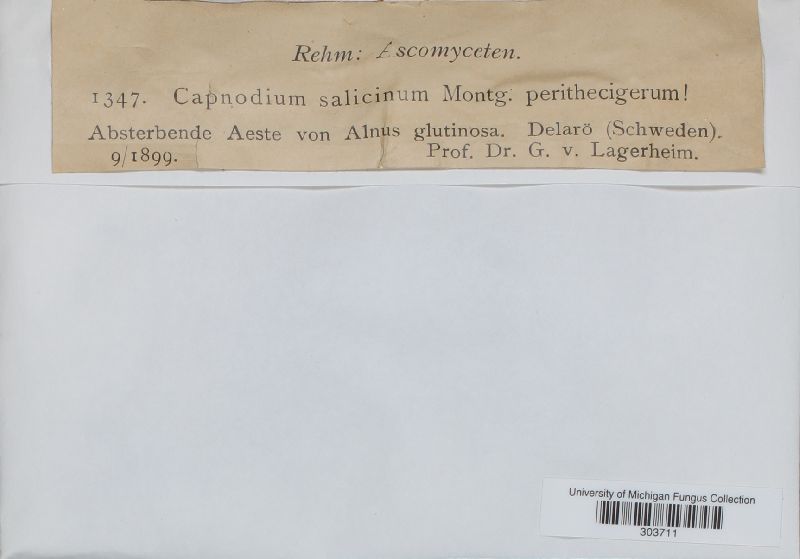 Rehm: Ascomyceten.
1347. Capnodium salicinum Montg. perithecigerum!
Absterbende Aeste von Alnus glutinosa. Delarö (Schweden).
9/1899. Prof. Dr. G. v. Lagerheim.
University of Michigan Fungus Collection
303711